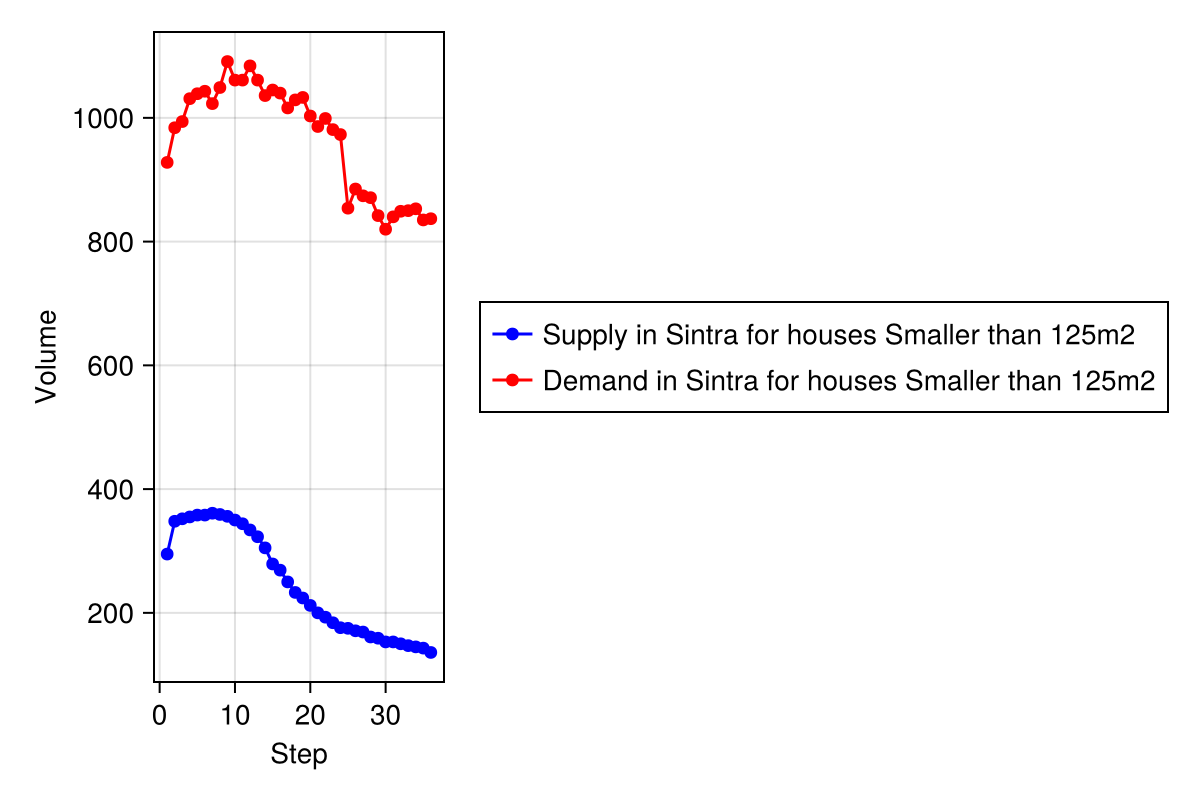 1000
800
600
400
200
Volume
0 10 20 30
Step
Supply in Sintra for houses Smaller than 125m2
Demand in Sintra for houses Smaller than 125m2